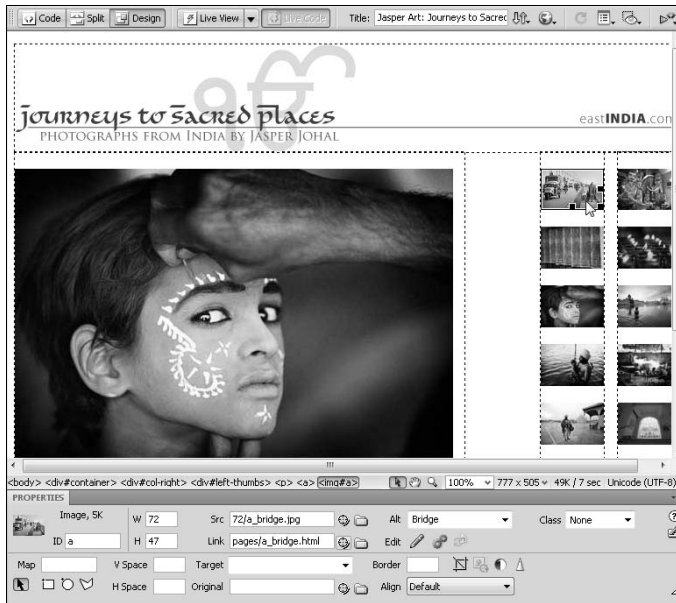 Code Split Design Live View Live Code Title: Jasper Art: Journeys to Sacrec
ੴ
journeys to sacred places
eastINDIA.con
PHOTOGRAPHS FROM INDIA BY JASPER JOHAL
<body> <div#container> <div#col-right> <div#left-thumbs> <p> <a> <img#a> 100% 777 x 505 49K / 7 sec Unicode (UTF-8)
PROPERTIES
Image, 5K W 72 Src 72/a_bridge.jpg Alt Bridge Class None
ID a H 47 Link pages/a_bridge.html Edit
Map V Space Target Border
H Space Original Align Default